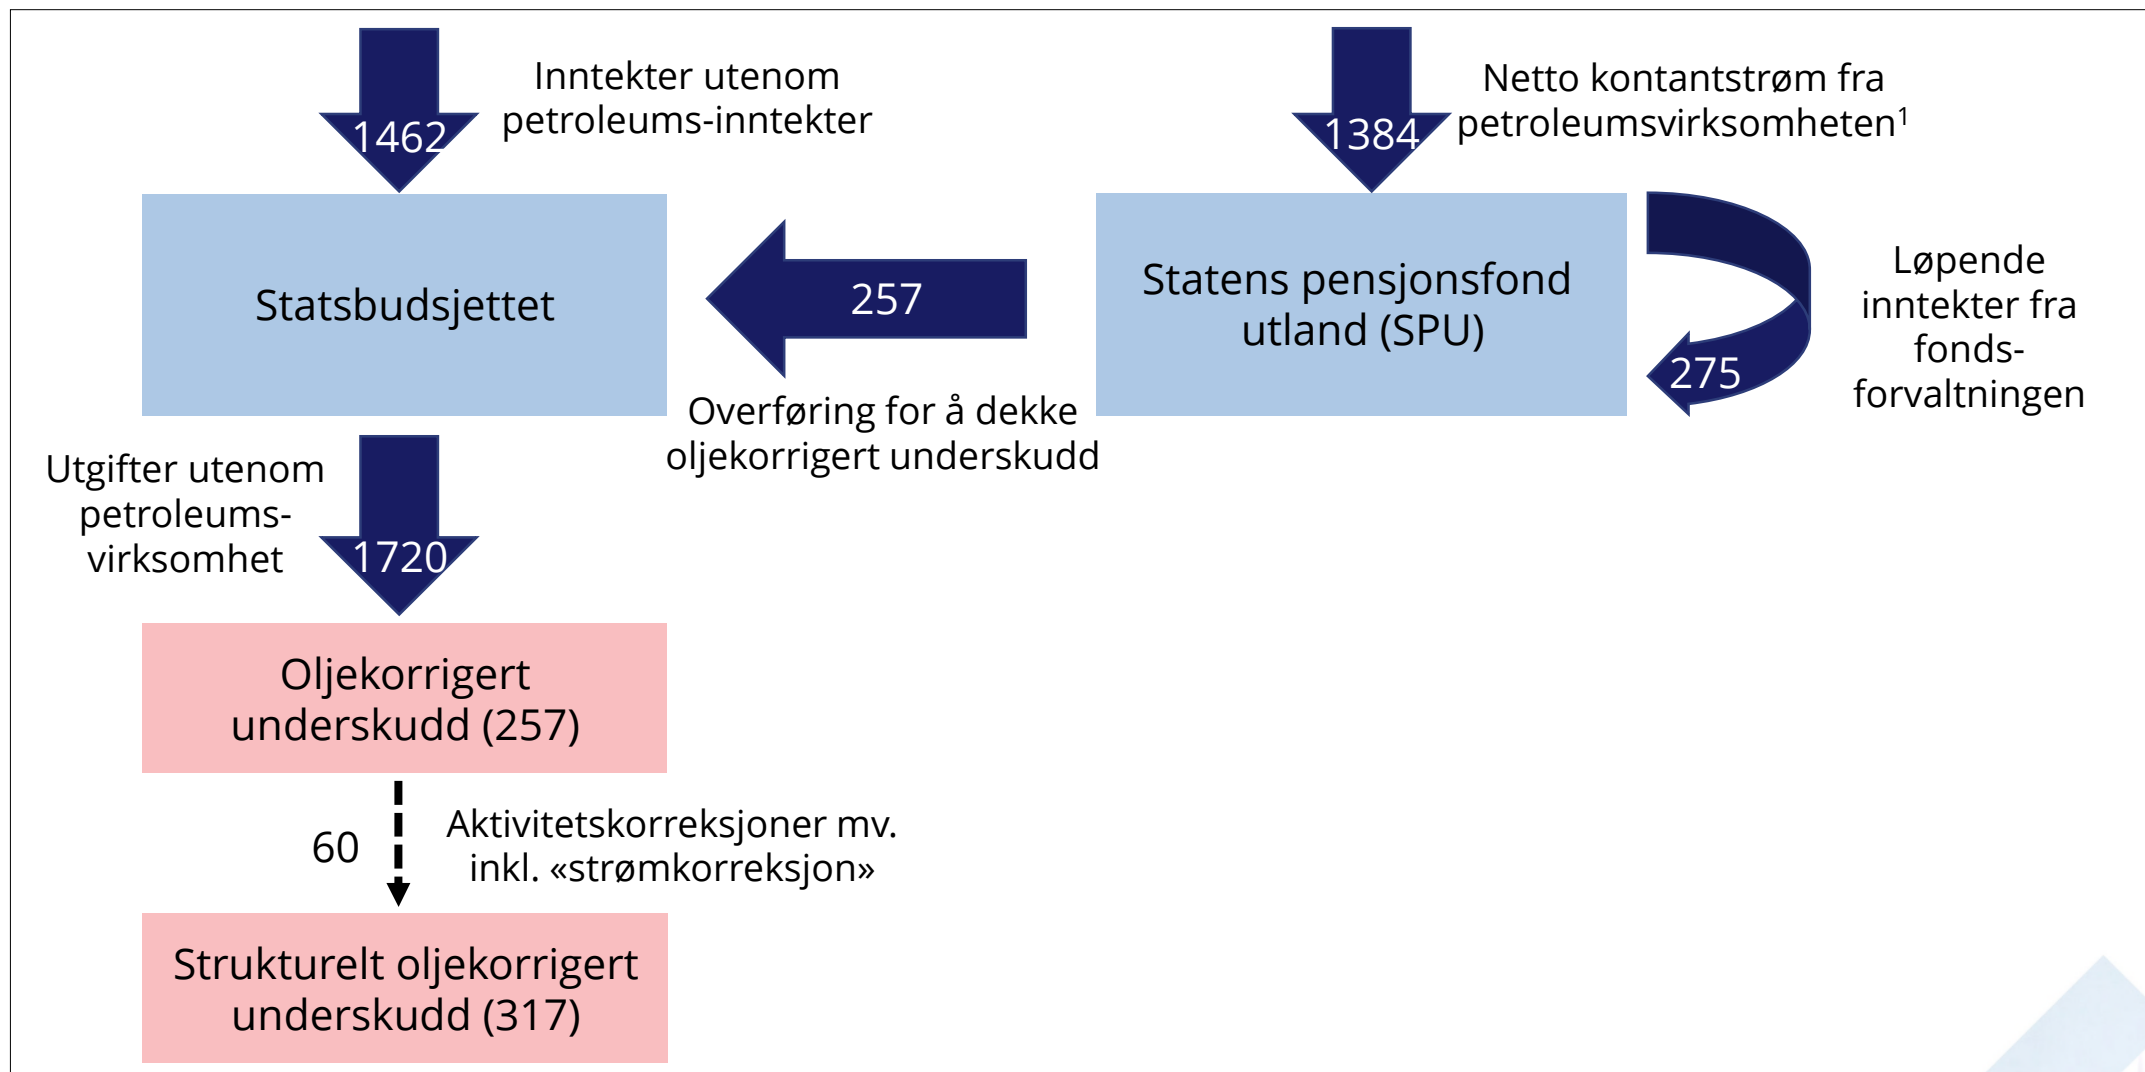 Inntekter utenom
petroleums-inntekter
1462
Netto kontantstrøm fra
petroleumsvirksomheten¹
1384
Statsbudsjettet
257
Overføring for å dekke
oljekorrigert underskudd
Statens pensjonsfond
utland (SPU)
Løpende
inntekter fra
fonds-
forvaltningen
275
Utgifter utenom
petroleums-
virksomhet
1720
Oljekorrigert
underskudd (257)
60
Aktivitetskorreksjoner mv.
inkl. «strømkorreksjon»
Strukturelt oljekorrigert
underskudd (317)